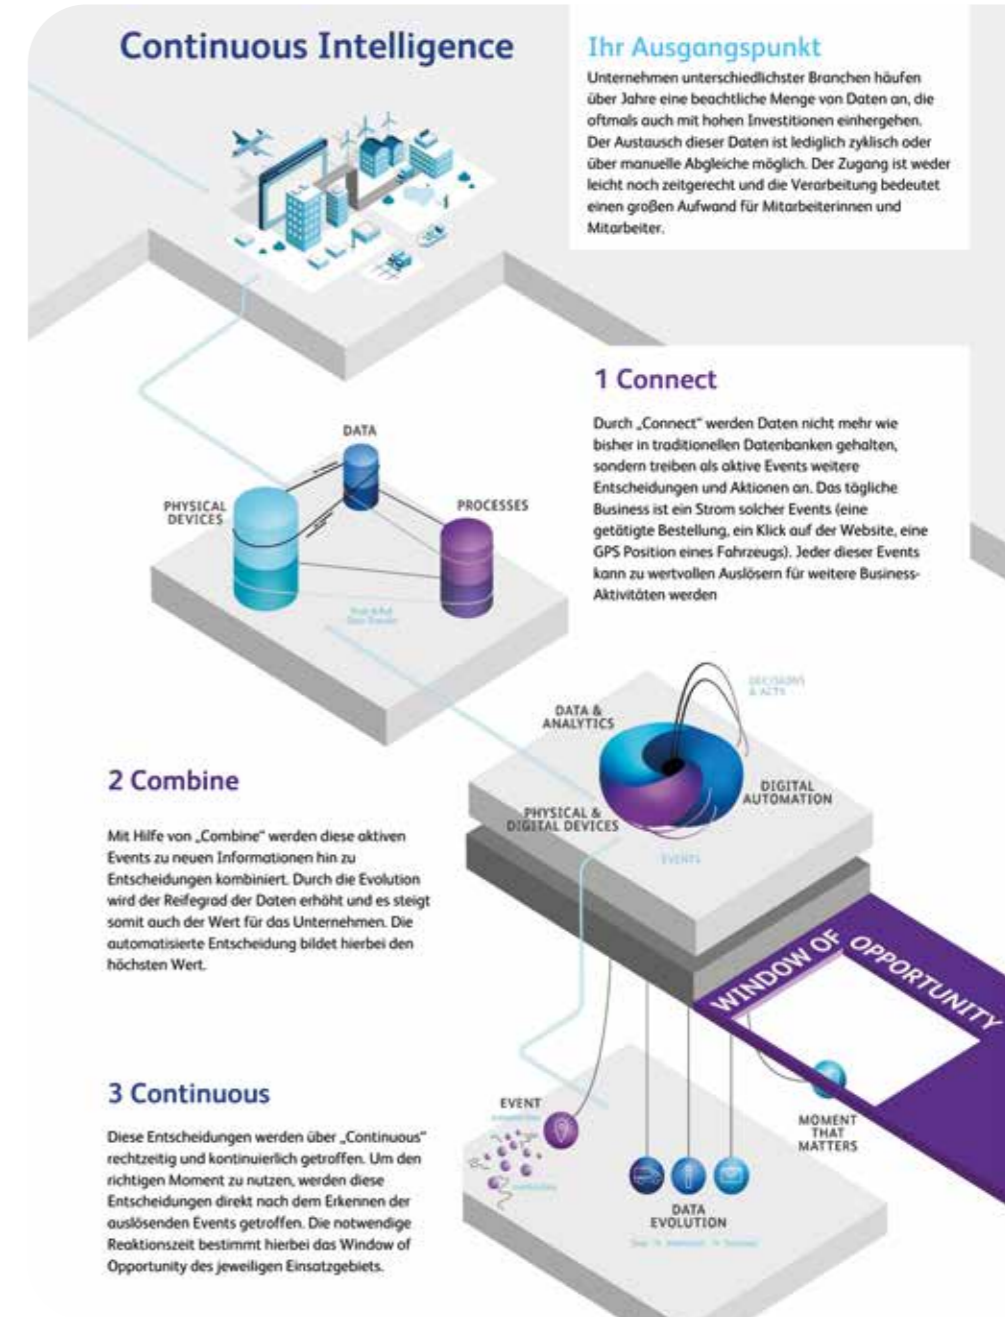 Continuous Intelligence
Ihr Ausgangspunkt
Unternehmen unterschiedlichster Branchen häufen
über Jahre eine beachtliche Menge von Daten an, die
oftmals auch mit hohen Investitionen einhergehen.
Der Austausch dieser Daten ist lediglich zyklisch oder
über manuelle Abgleiche möglich. Der Zugang ist weder
leicht noch zeitgerecht und die Verarbeitung bedeutet
einen großen Aufwand für Mitarbeiterinnen und
Mitarbeiter.
1 Connect
Durch „Connect“ werden Daten nicht mehr wie
bisher in traditionellen Datenbanken gehalten,
sondern treiben als aktive Events weitere
Entscheidungen und Aktionen an. Das tägliche
Business ist ein Strom solcher Events (eine
getätigte Bestellung, ein Klick auf der Website, eine
GPS Position eines Fahrzeugs). Jeder dieser Events
kann zu wertvollen Auslösern für weitere Business-
Aktivitäten werden
DATA
PHYSICAL
DEVICES
PROCESSES
DECISIONS
& ACTS
DATA &
ANALYTICS
DIGITAL
AUTOMATION
PHYSICAL &
DIGITAL DEVICES
EVENTS
2 Combine
Mit Hilfe von „Combine“ werden diese aktiven
Events zu neuen Informationen hin zu
Entscheidungen kombiniert. Durch die Evolution
wird der Reifegrad der Daten erhöht und es steigt
somit auch der Wert für das Unternehmen. Die
automatisierte Entscheidung bildet hierbei den
höchsten Wert.
WINDOW OF OPPORTUNITY
3 Continuous
Diese Entscheidungen werden über „Continuous“
rechtzeitig und kontinuierlich getroffen. Um den
richtigen Moment zu nutzen, werden diese
Entscheidungen direkt nach dem Erkennen der
auslösenden Events getroffen. Die notwendige
Reaktionszeit bestimmt hierbei das Window of
Opportunity des jeweiligen Einsatzgebiets.
EVENT
MOMENT
THAT
MATTERS
DATA
EVOLUTION